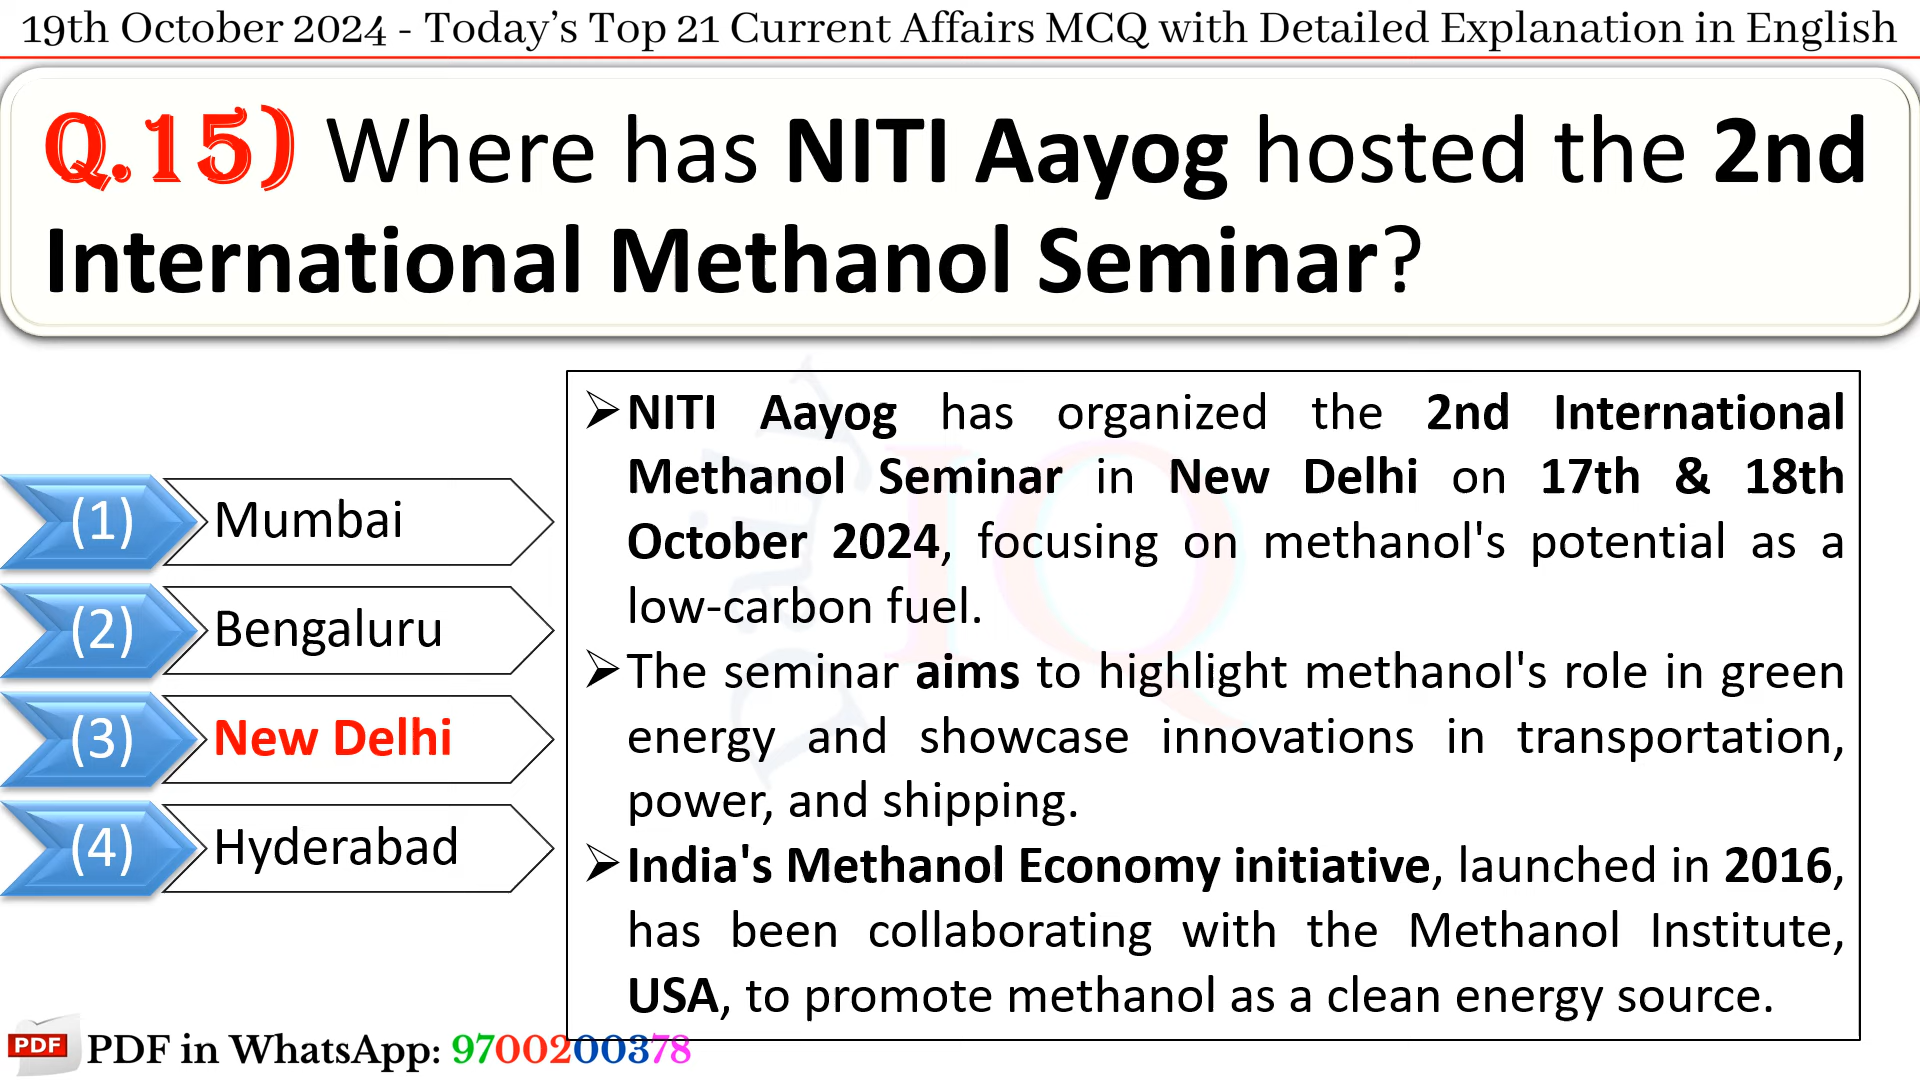 19th October 2024 - Today’s Top 21 Current Affairs MCQ with Detailed Explanation in English
Q.15) Where has NITI Aayog hosted the 2nd
International Methanol Seminar?
(1) Mumbai
(2) Bengaluru
(3) New Delhi
(4) Hyderabad
➢NITI Aayog has organized the 2nd International
Methanol Seminar in New Delhi on 17th & 18th
October 2024, focusing on methanol's potential as a
low-carbon fuel.
➢The seminar aims to highlight methanol's role in green
energy and showcase innovations in transportation,
power, and shipping.
➢India's Methanol Economy initiative, launched in 2016,
has been collaborating with the Methanol Institute,
USA, to promote methanol as a clean energy source.
Daily IQ
PDF PDF in WhatsApp: 9700200378